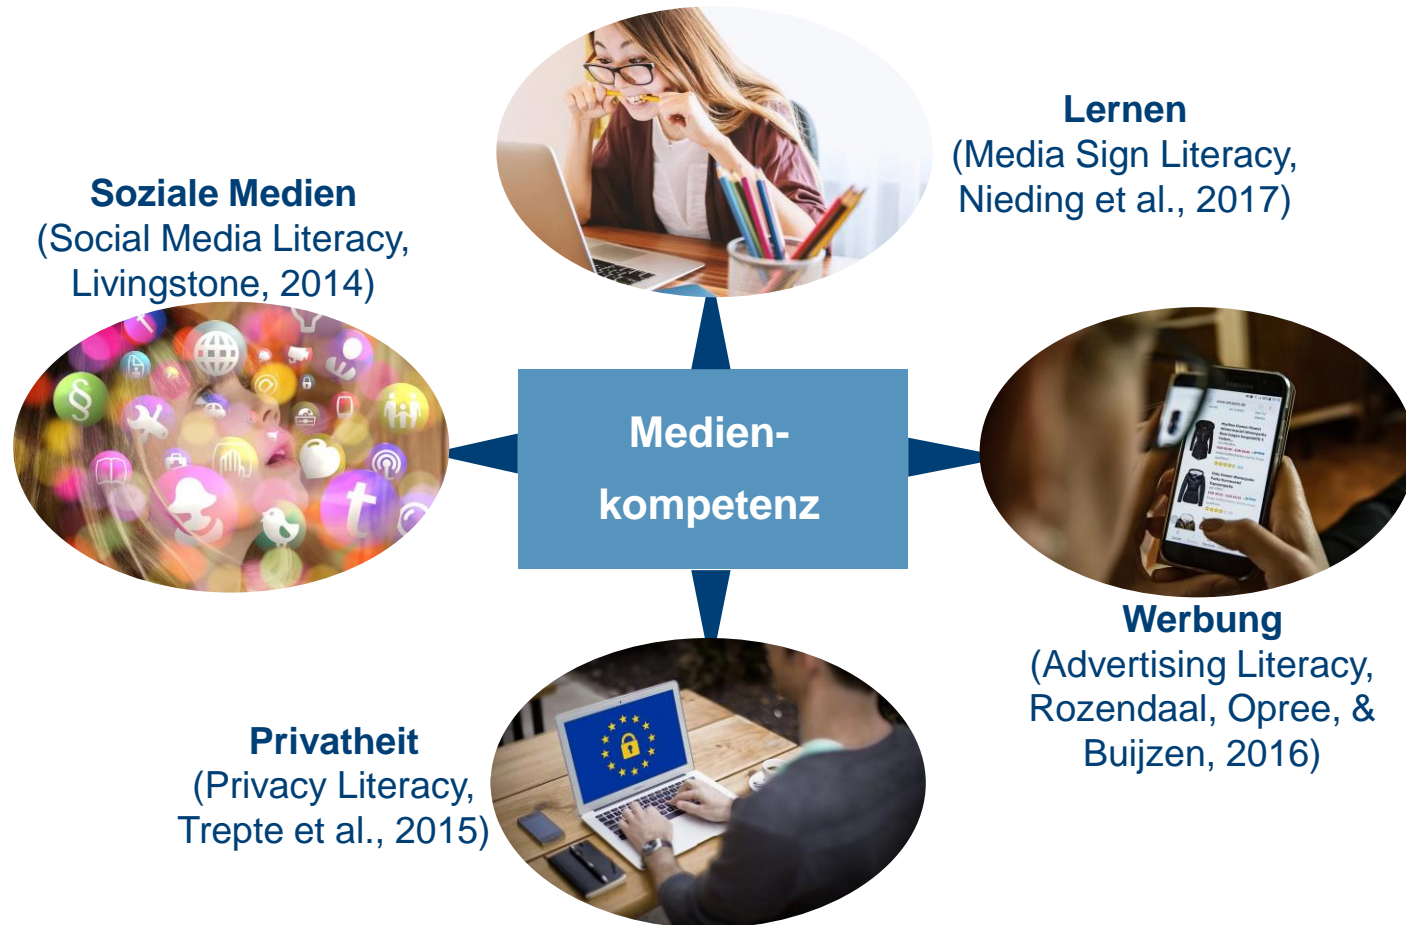 Lernen
(Media Sign Literacy,
Nieding et al., 2017)
Soziale Medien
(Social Media Literacy,
Livingstone, 2014)
Medien-
kompetenz
SAMSUNG
Werbung
(Advertising Literacy,
Rozendaal, Opree, &
Buijzen, 2016)
Privatheit
(Privacy Literacy,
Trepte et al., 2015)